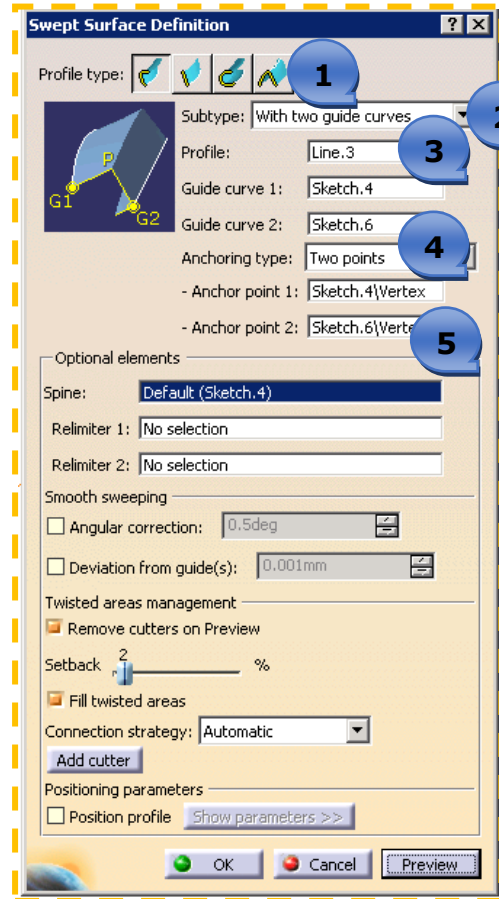 Swept Surface Definition
Profile type:
1
Subtype: With two guide curves
2
P
G1
G2
Profile: Line.3
3
Guide curve 1: Sketch.4
Guide curve 2: Sketch.6
Anchoring type: Two points
4
- Anchor point 1: Sketch.4\Vertex
- Anchor point 2: Sketch.6\Verte
5
Optional elements
Spine: Default (Sketch.4)
Relimiter 1: No selection
Relimiter 2: No selection
Smooth sweeping
Angular correction: 0.5deg
Deviation from guide(s): 0.001mm
Twisted areas management
Remove cutters on Preview
2
Setback %
Fill twisted areas
Connection strategy: Automatic
Add cutter
Positioning parameters
Position profile Show parameters >>
OK Cancel Preview